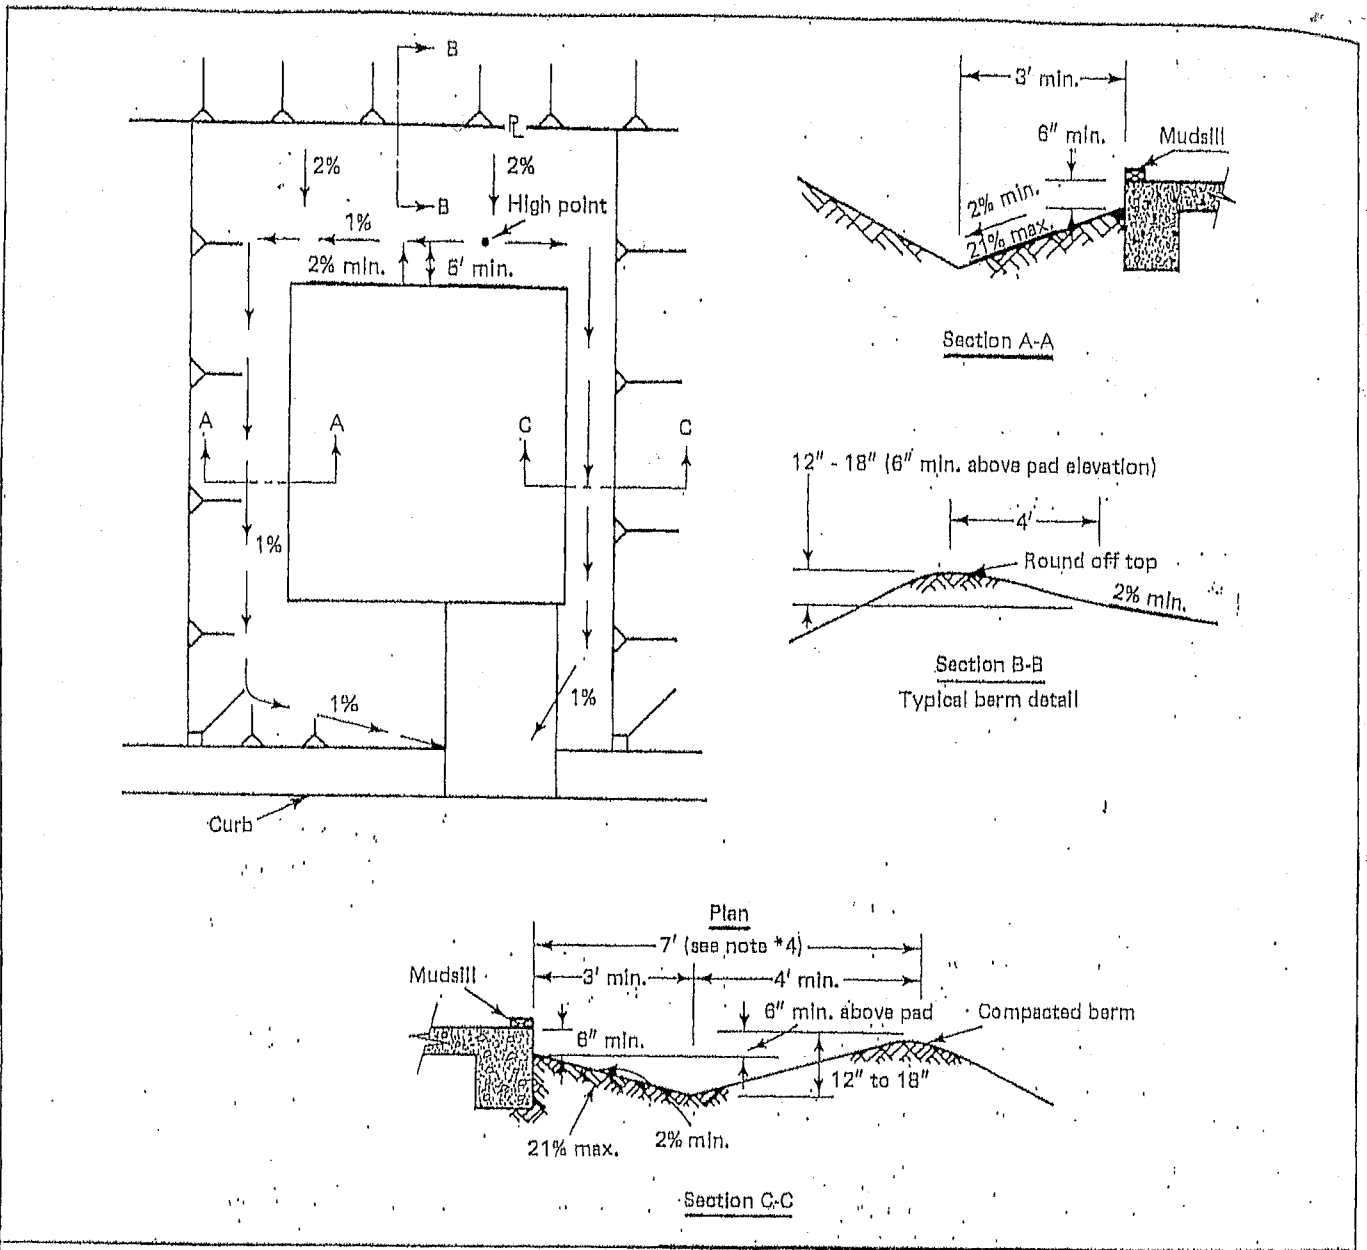 B
3' min.
6" min.
Mudsill
PL
2%
2%
2% min.
21% max.
B
High point
1%
2% min.
6' min.
Section A-A
A
A
C
C
12" - 18" (6" min. above pad elevation)
4'
Round off top
2% min.
1%
Section B-B
Typical berm detail
1%
1%
Curb
Plan
7' (see note *4)
Mudsill
3' min.
4' min.
6" min. above pad
Compacted berm
6" min.
12" to 18"
21% max.
2% min.
Section C-C